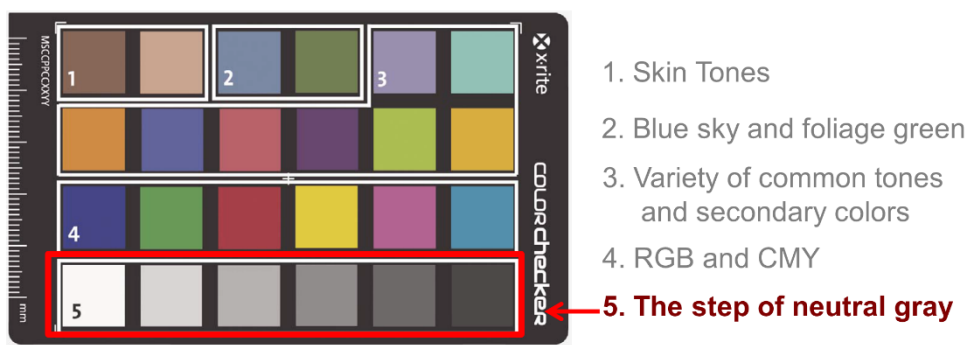 MSCCPPCCXXYY
1
2
3
x·rite
4
5
mm
colorchecker
1. Skin Tones
2. Blue sky and foliage green
3. Variety of common tones
and secondary colors
4. RGB and CMY
5. The step of neutral gray